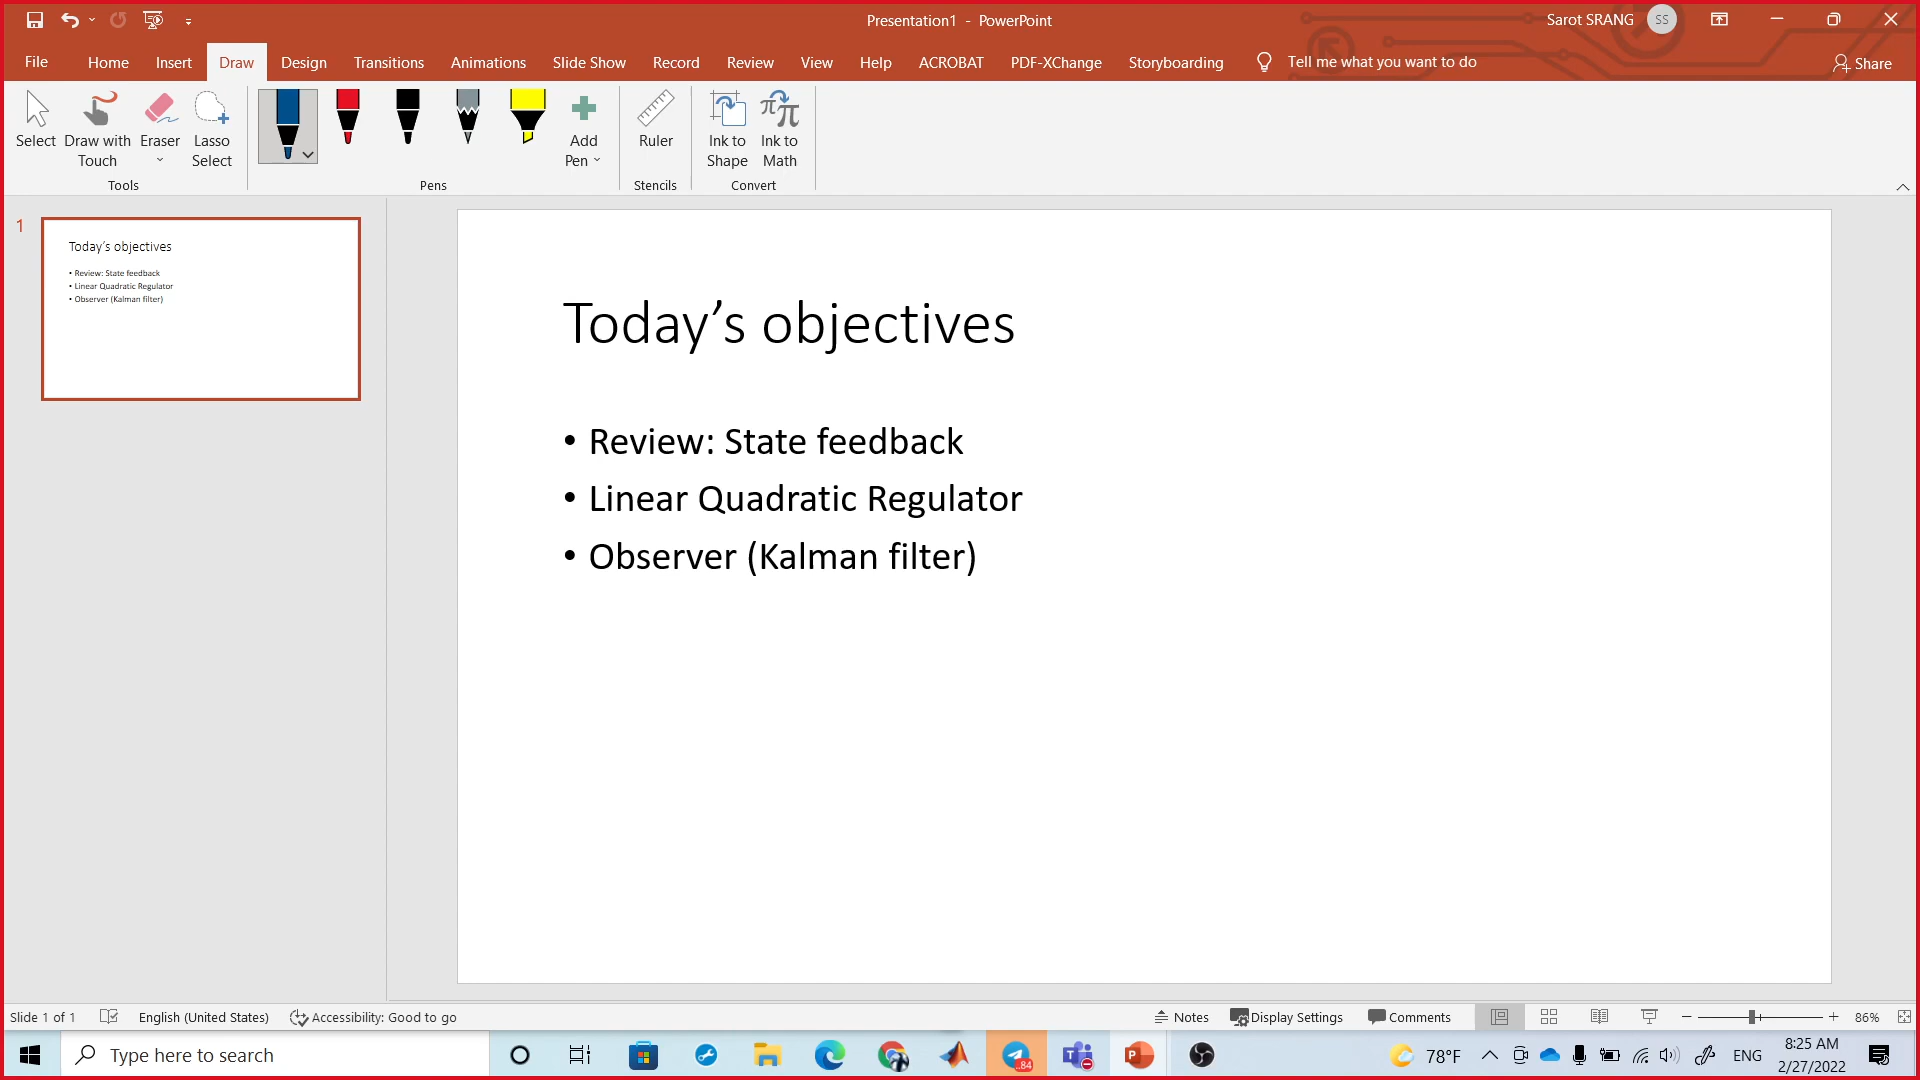 Presentation1 - PowerPoint
Sarot SRANG
SS
File
Home
Insert
Draw
Design
Transitions
Animations
Slide Show
Record
Review
View
Help
ACROBAT
PDF-XChange
Storyboarding
Tell me what you want to do
Share
Select
Draw with
Touch
Eraser
Lasso
Select
Add
Pen
Ruler
Ink to
Shape
Ink to
Math
Tools
Pens
Stencils
Convert
1
Today's objectives
• Review: State feedback
• Linear Quadratic Regulator
• Observer (Kalman filter)
Today's objectives
• Review: State feedback
• Linear Quadratic Regulator
• Observer (Kalman filter)
Slide 1 of 1
English (United States)
Accessibility: Good to go
Notes
Display Settings
Comments
86%
Type here to search
84
78°F
ENG
8:25 AM
2/27/2022